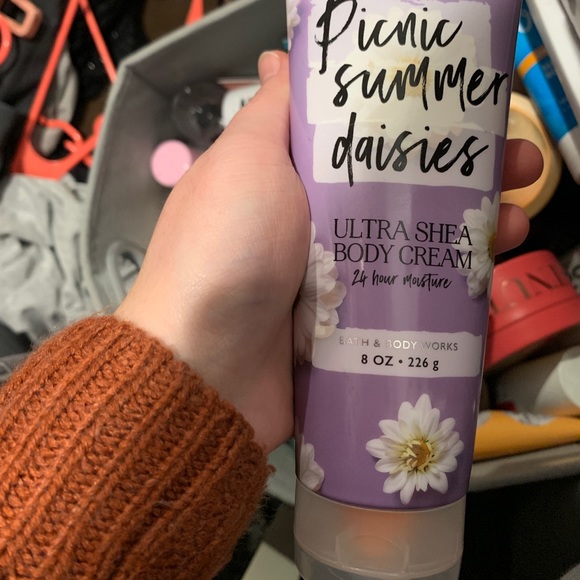 Picnic
summer
daisies
ULTRA SHEA
BODY CREAM
24 hour moisture
BATH & BODY WORKS
8 OZ • 226 g